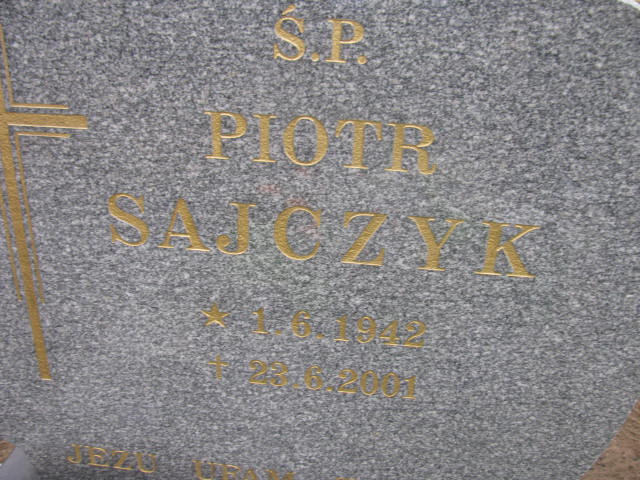 Ś.P.
PIOTR
SAJCZYK
★ 1.6.1942
✝ 23.6.2001
JEZU UFAM